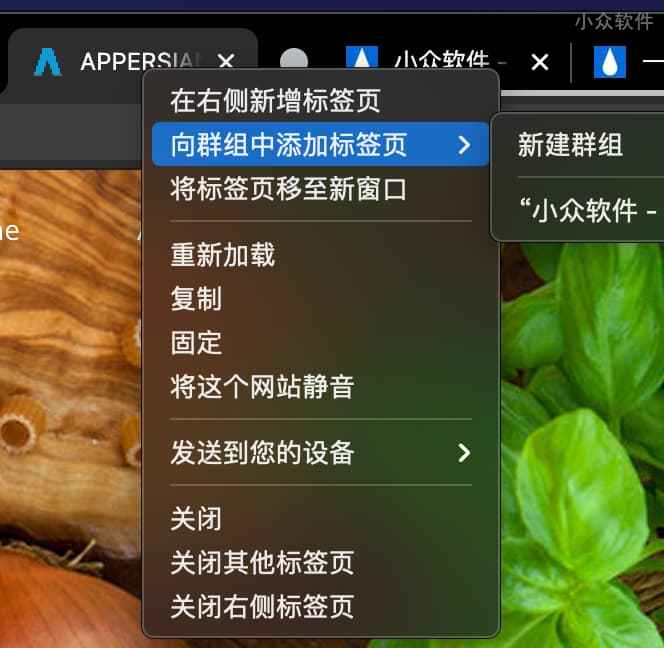 小众软件
APPERSIA
小众软件 -
在右侧新增标签页
向群组中添加标签页
新建群组
将标签页移至新窗口
“小众软件 -
重新加载
复制
固定
将这个网站静音
发送到您的设备
关闭
关闭其他标签页
关闭右侧标签页